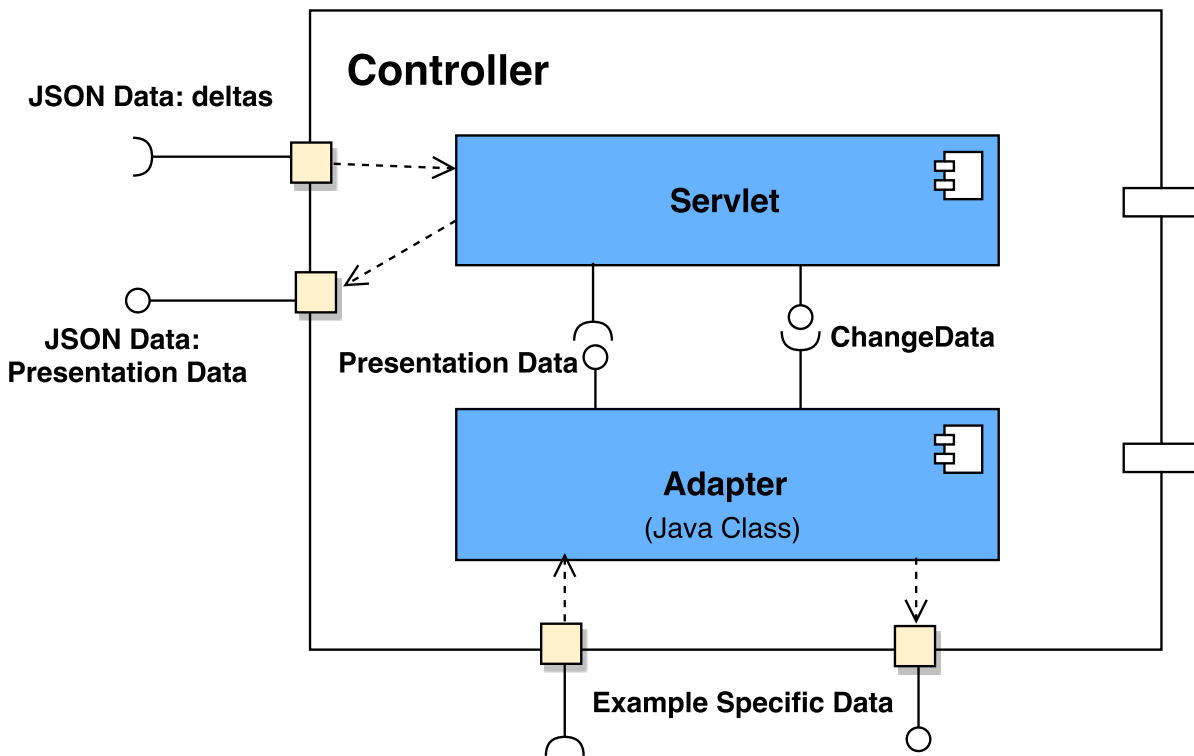 Controller
JSON Data: deltas
Servlet
JSON Data:
Presentation Data
Presentation Data
ChangeData
Adapter
(Java Class)
Example Specific Data